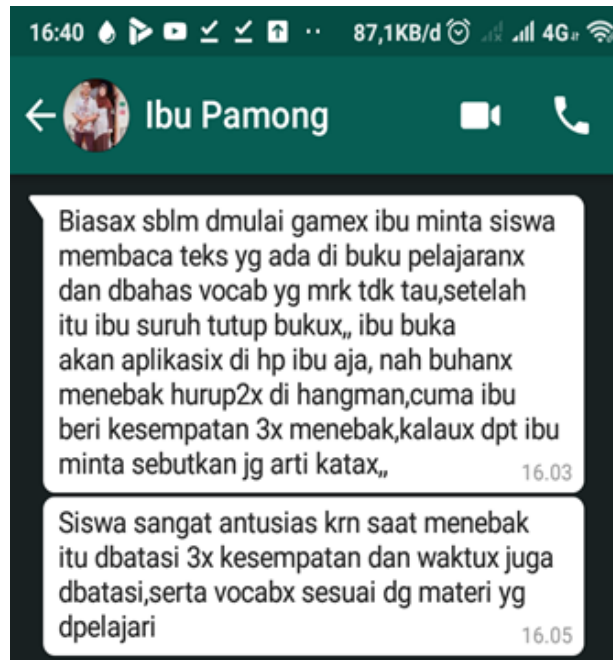 16:40 87,1KB/d 4G
Ibu Pamong
Biasax sblm dmulai gamex ibu minta siswa
membaca teks yg ada di buku pelajaranx
dan dbahas vocab yg mrk tdk tau,setelah
itu ibu suruh tutup bukux,, ibu buka
akan aplikasix di hp ibu aja, nah buhanx
menebak hurup2x di hangman,cuma ibu
beri kesempatan 3x menebak,kalaux dpt ibu
minta sebutkan jg arti katax,,
16.03
Siswa sangat antusias krn saat menebak
itu dbatasi 3x kesempatan dan waktux juga
dbatasi,serta vocabx sesuai dg materi yg
dpelajari
16.05